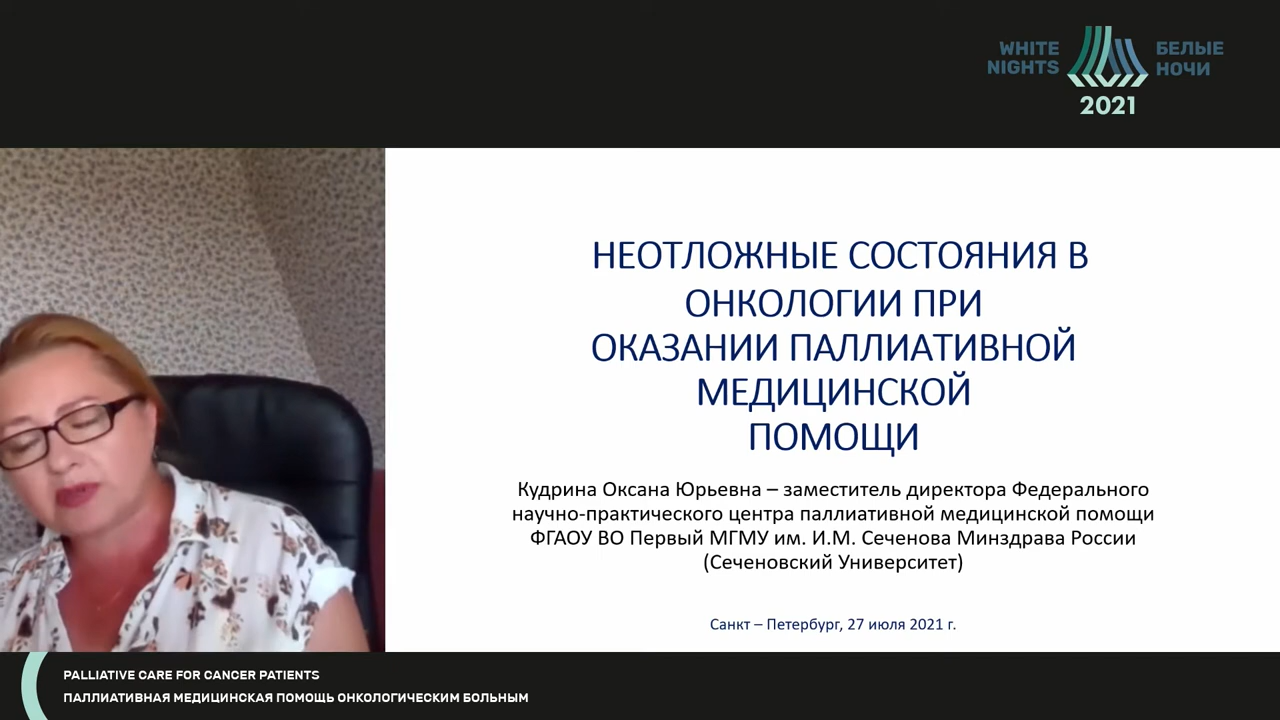 WHITE
NIGHTS
БЕЛЫЕ
НОЧИ
2021
НЕОТЛОЖНЫЕ СОСТОЯНИЯ В
ОНКОЛОГИИ ПРИ
ОКАЗАНИИ ПАЛЛИАТИВНОЙ
МЕДИЦИНСКОЙ
ПОМОЩИ
Кудрина Оксана Юрьевна – заместитель директора Федерального
научно-практического центра паллиативной медицинской помощи
ФГАОУ ВО Первый МГМУ им. И.М. Сеченова Минздрава России
(Сеченовский Университет)
Санкт – Петербург, 27 июля 2021 г.
PALLIATIVE CARE FOR CANCER PATIENTS
ПАЛЛИАТИВНАЯ МЕДИЦИНСКАЯ ПОМОЩЬ ОНКОЛОГИЧЕСКИМ БОЛЬНЫМ